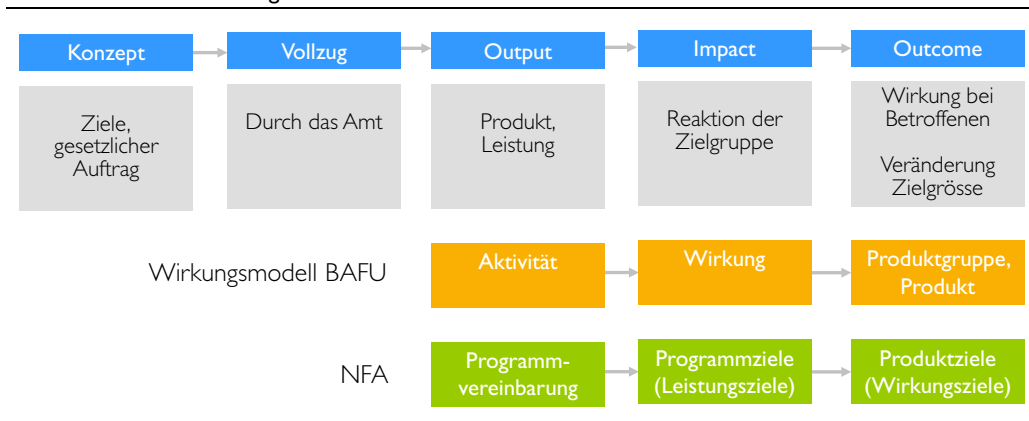 Konzept
Vollzug
Output
Impact
Outcome
Ziele,
gesetzlicher
Auftrag
Durch das Amt
Produkt,
Leistung
Reaktion der
Zielgruppe
Wirkung bei
Betroffenen
Veränderung
Zielgrösse
Wirkungsmodell BAFU
Aktivität
Wirkung
Produktgruppe,
Produkt
NFA
Programm-
vereinbarung
Programmziele
(Leistungsziele)
Produktziele
(Wirkungsziele)